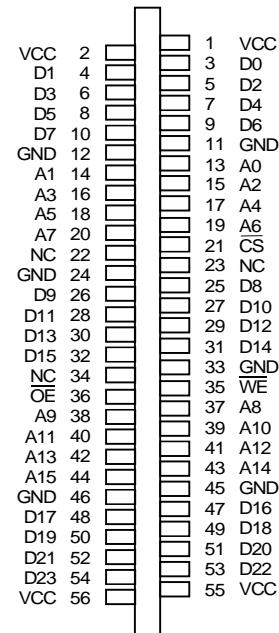 VCC 2
D1 4
D3 6
D5 8
D7 10
GND 12
A1 14
A3 16
A5 18
A7 20
NC 22
GND 24
D9 26
D11 28
D13 30
D15 32
NC 34
O̅E̅ 36
A9 38
A11 40
A13 42
A15 44
GND 46
D17 48
D19 50
D21 52
D23 54
VCC 56
1 VCC
3 D0
5 D2
7 D4
9 D6
11 GND
13 A0
15 A2
17 A4
19 A6
21 C̅S̅
23 NC
25 D8
27 D10
29 D12
31 D14
33 GND
35 W̅E̅
37 A8
39 A10
41 A12
43 A14
45 GND
47 D16
49 D18
51 D20
53 D22
55 VCC